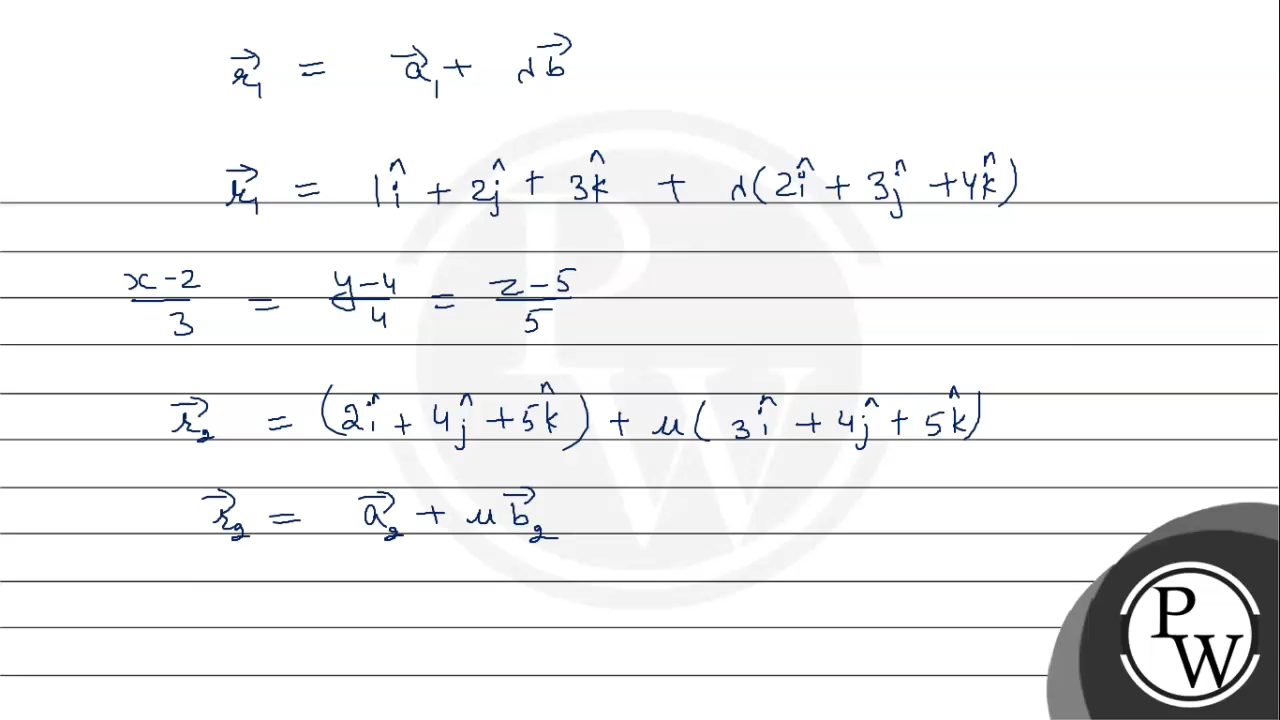 r⃗₁ = a⃗₁ + λb⃗
r⃗₁ = 1î + 2ĵ + 3k̂ + λ(2î + 3ĵ + 4k̂)
x-2/3 = y-4/4 = z-5/5
r⃗₂ = (2î + 4ĵ + 5k̂) + μ(3î + 4ĵ + 5k̂)
r⃗₂ = a⃗₂ + μb⃗₂
PW
PW